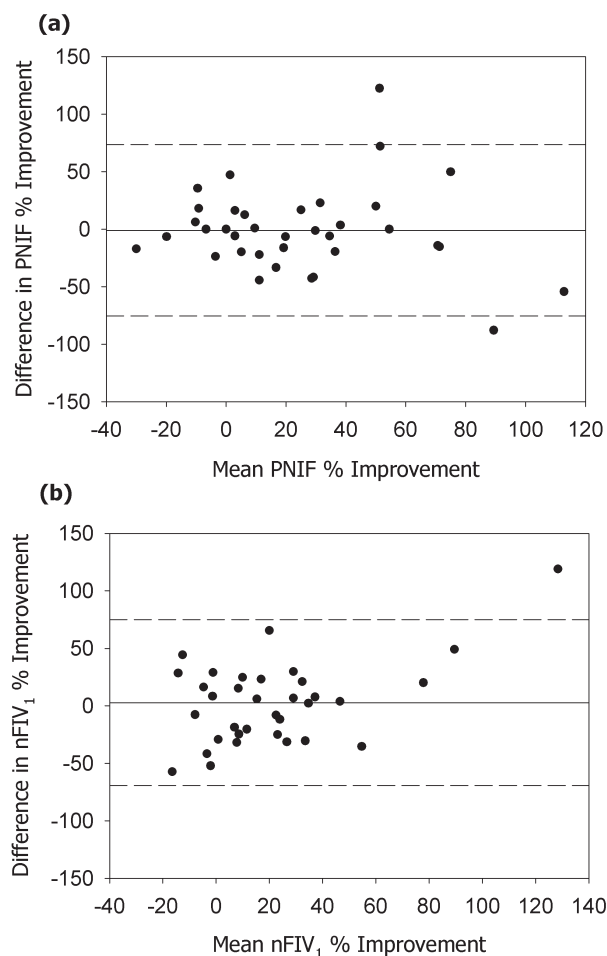 (a)
Difference in PNIF % Improvement
150
100
50
0
-50
-100
-150
-40 -20 0 20 40 60 80 100 120
Mean PNIF % Improvement
(b)
Difference in nFIV₁ % Improvement
150
100
50
0
-50
-100
-150
-40 -20 0 20 40 60 80 100 120 140
Mean nFIV₁ % Improvement